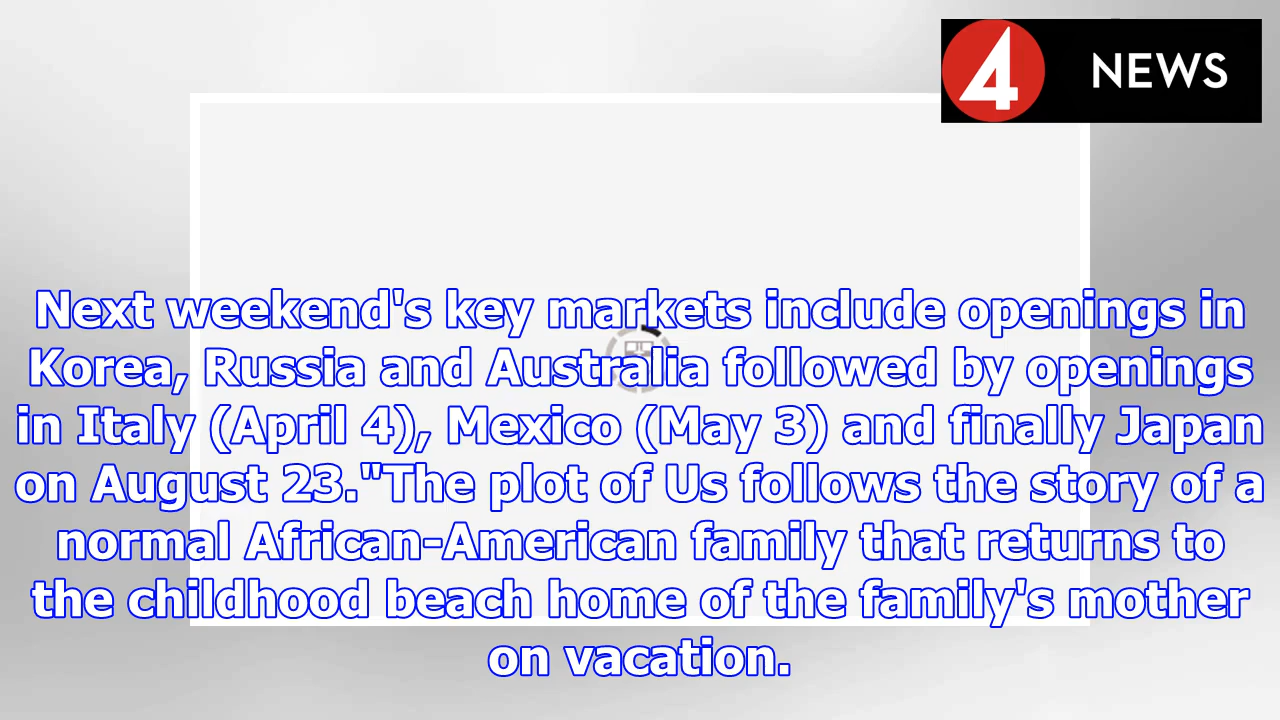 4 NEWS
Next weekend's key markets include openings in
Korea, Russia and Australia followed by openings
in Italy (April 4), Mexico (May 3) and finally Japan
on August 23."The plot of Us follows the story of a
normal African-American family that returns to
the childhood beach home of the family's mother
on vacation.